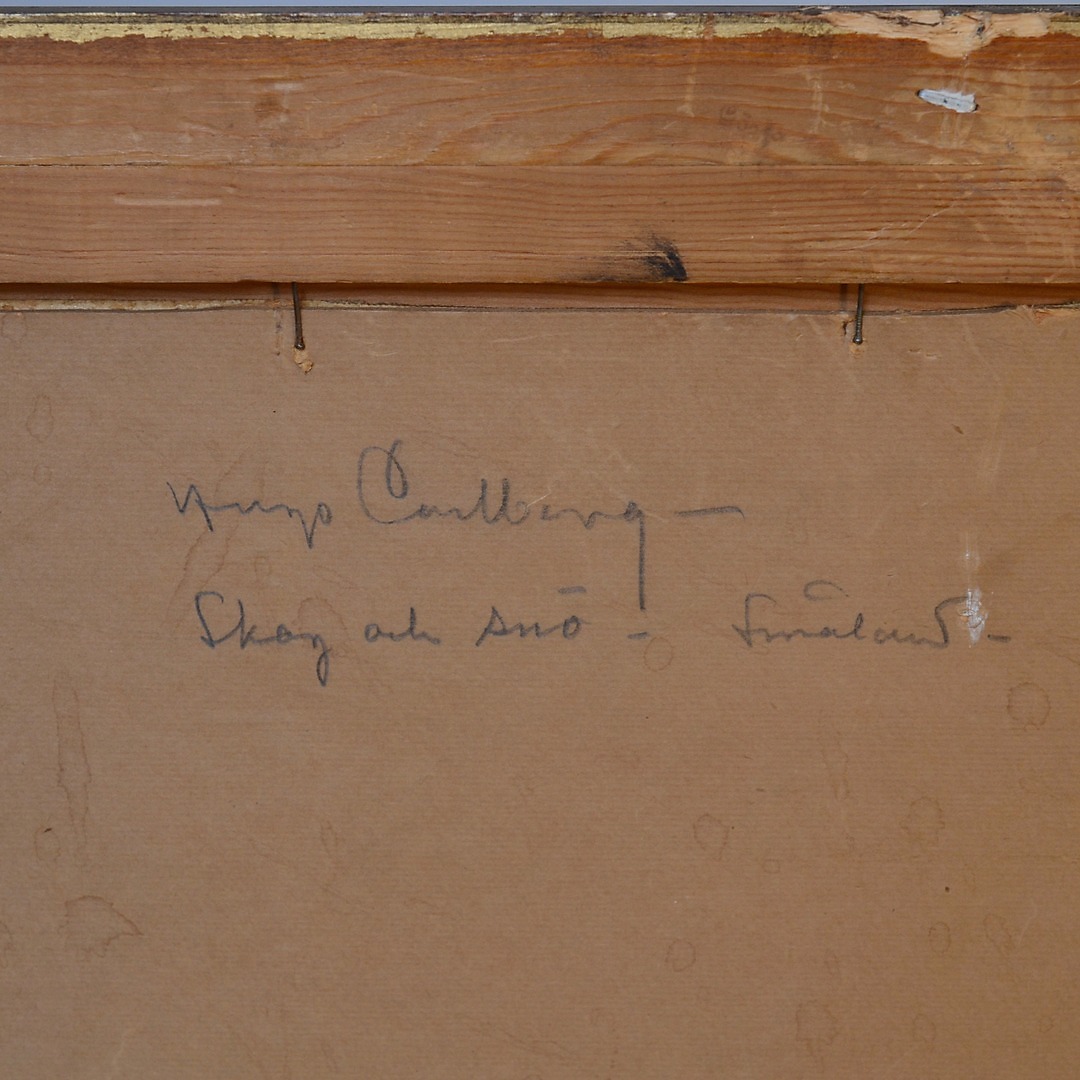 Hugo Carlberg —
Skog och snö - Småland -